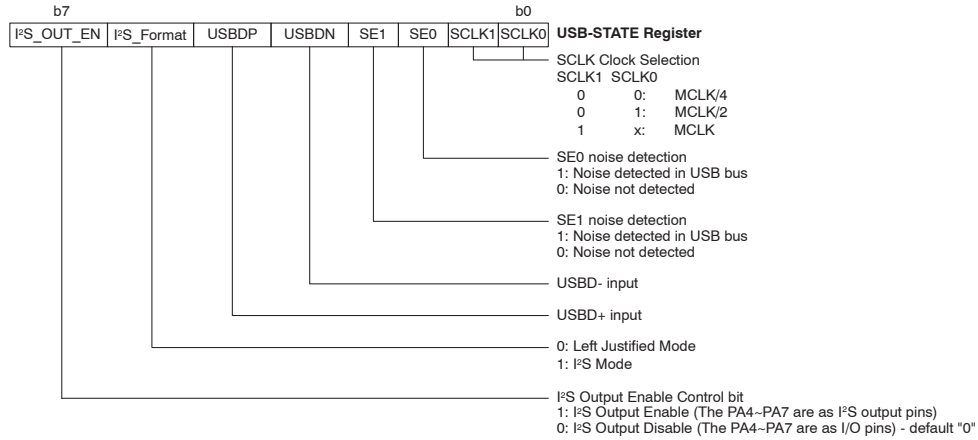 b7 b0
I²S_OUT_EN I²S_Format USBDP USBDN SE1 SE0 SCLK1 SCLK0 USB-STATE Register
SCLK Clock Selection
SCLK1 SCLK0
0 0: MCLK/4
0 1: MCLK/2
1 x: MCLK
SE0 noise detection
1: Noise detected in USB bus
0: Noise not detected
SE1 noise detection
1: Noise detected in USB bus
0: Noise not detected
USBD- input
USBD+ input
0: Left Justified Mode
1: I²S Mode
I²S Output Enable Control bit
1: I²S Output Enable (The PA4~PA7 are as I²S output pins)
0: I²S Output Disable (The PA4~PA7 are as I/O pins) - default "0"